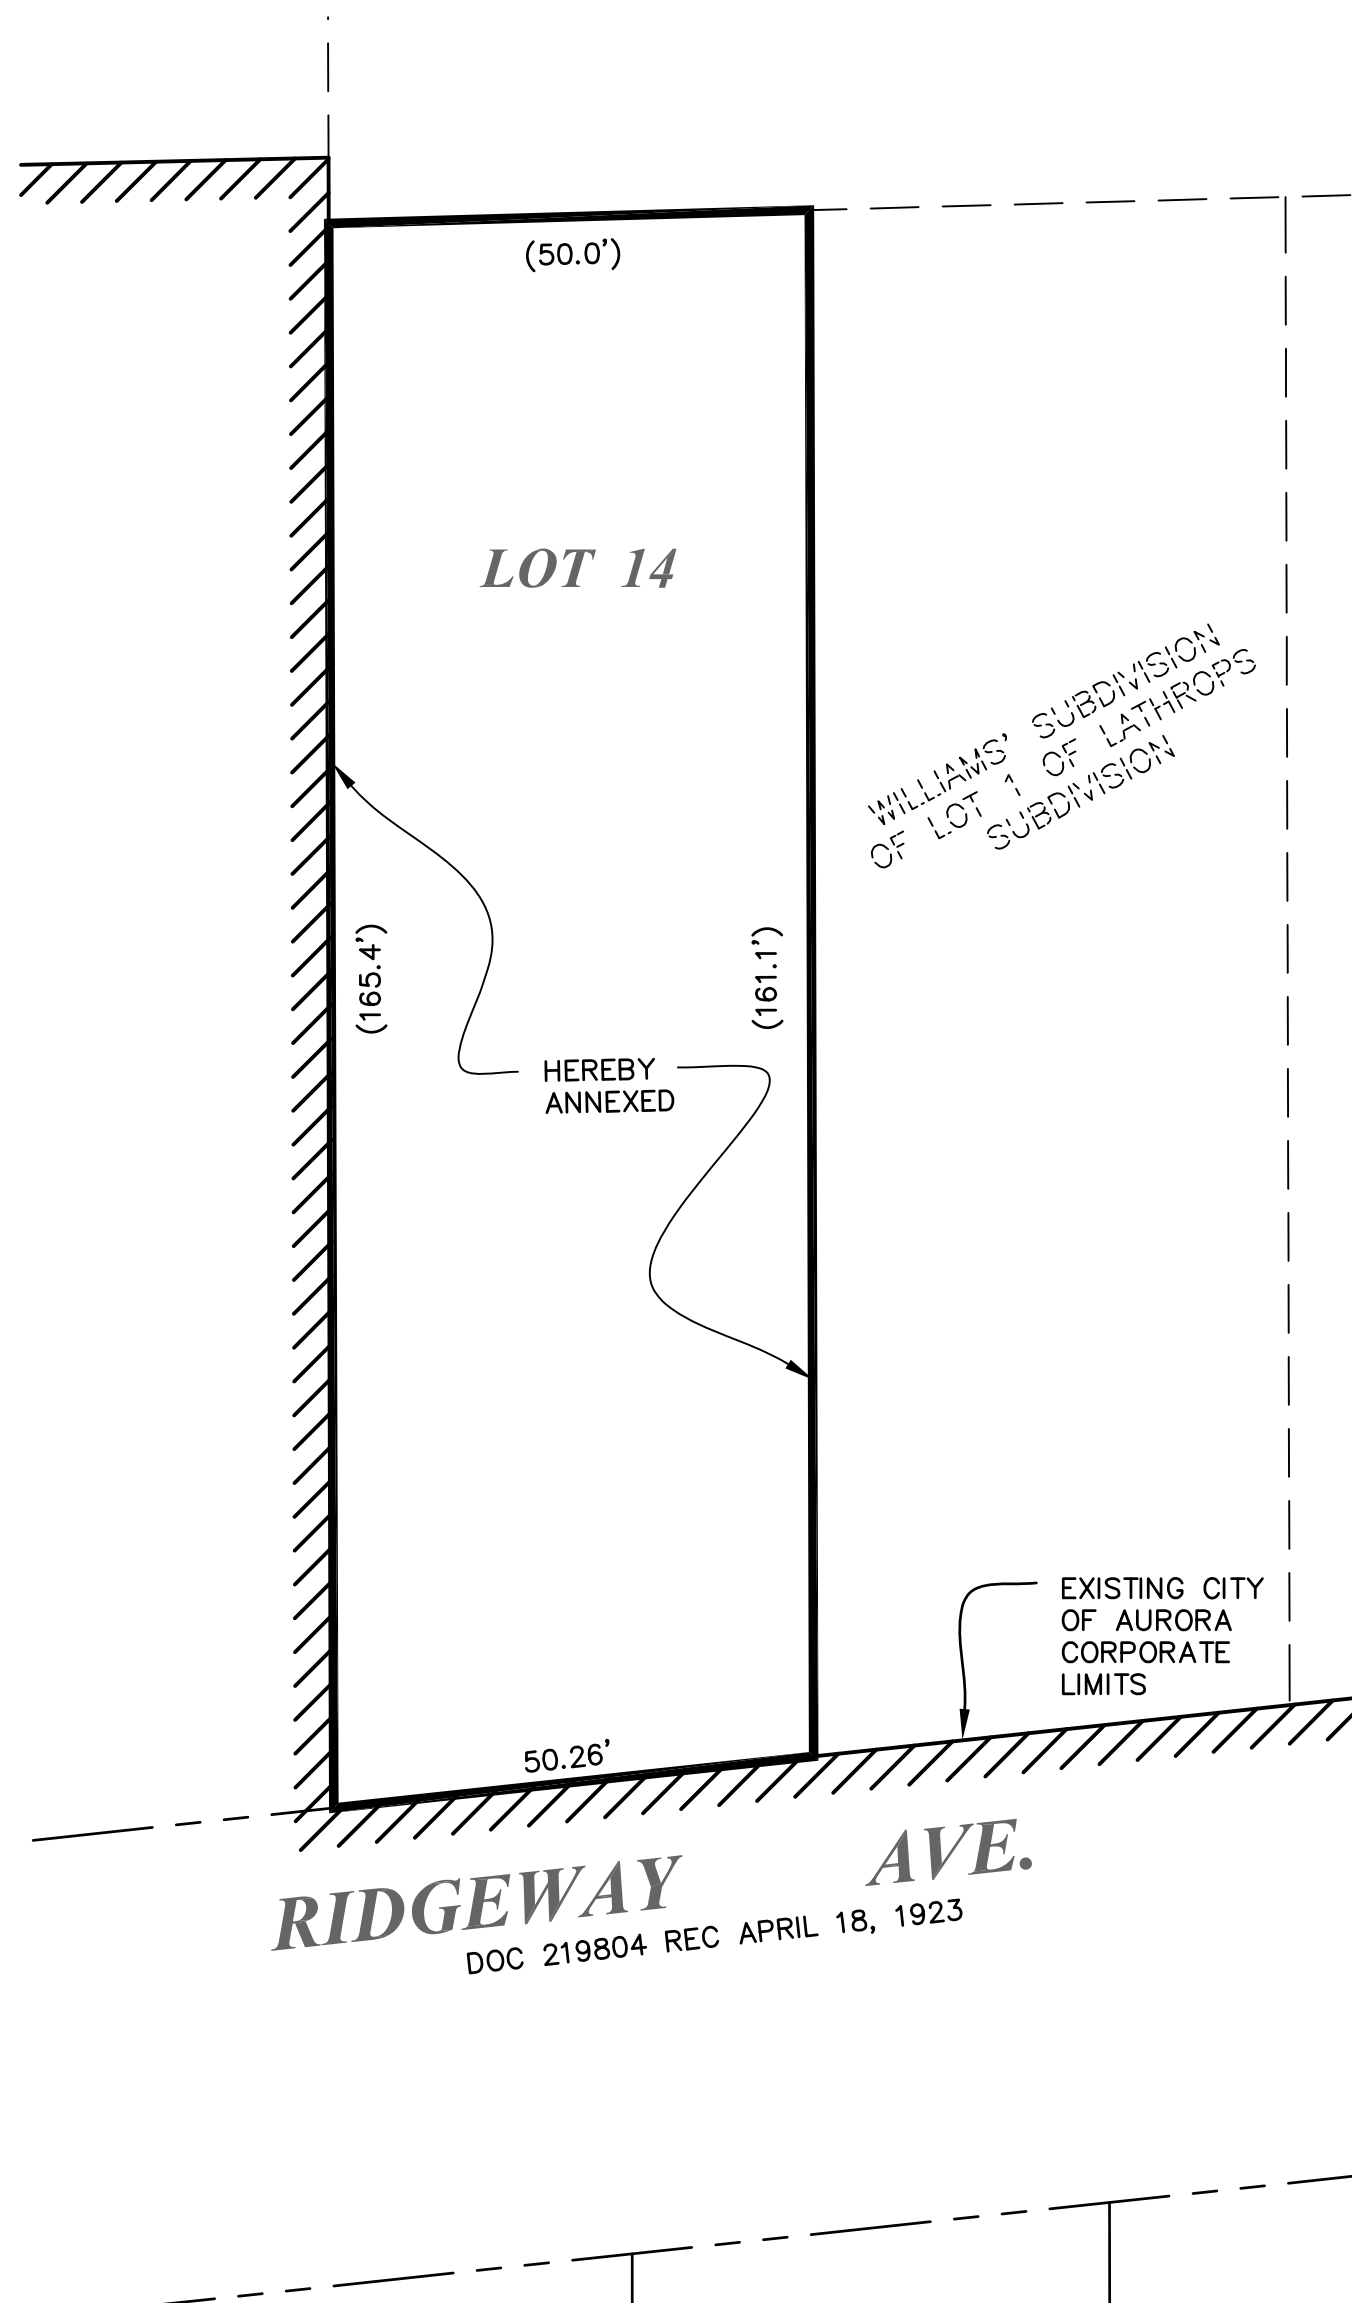 (50.0')
LOT 14
WILLIAMS' SUBDIVISION
OF LOT 1 OF LATHROPS
SUBDIVISION
(165.4')
(161.1')
HEREBY
ANNEXED
EXISTING CITY
OF AURORA
CORPORATE
LIMITS
50.26'
RIDGEWAY AVE.
DOC 219804 REC APRIL 18, 1923